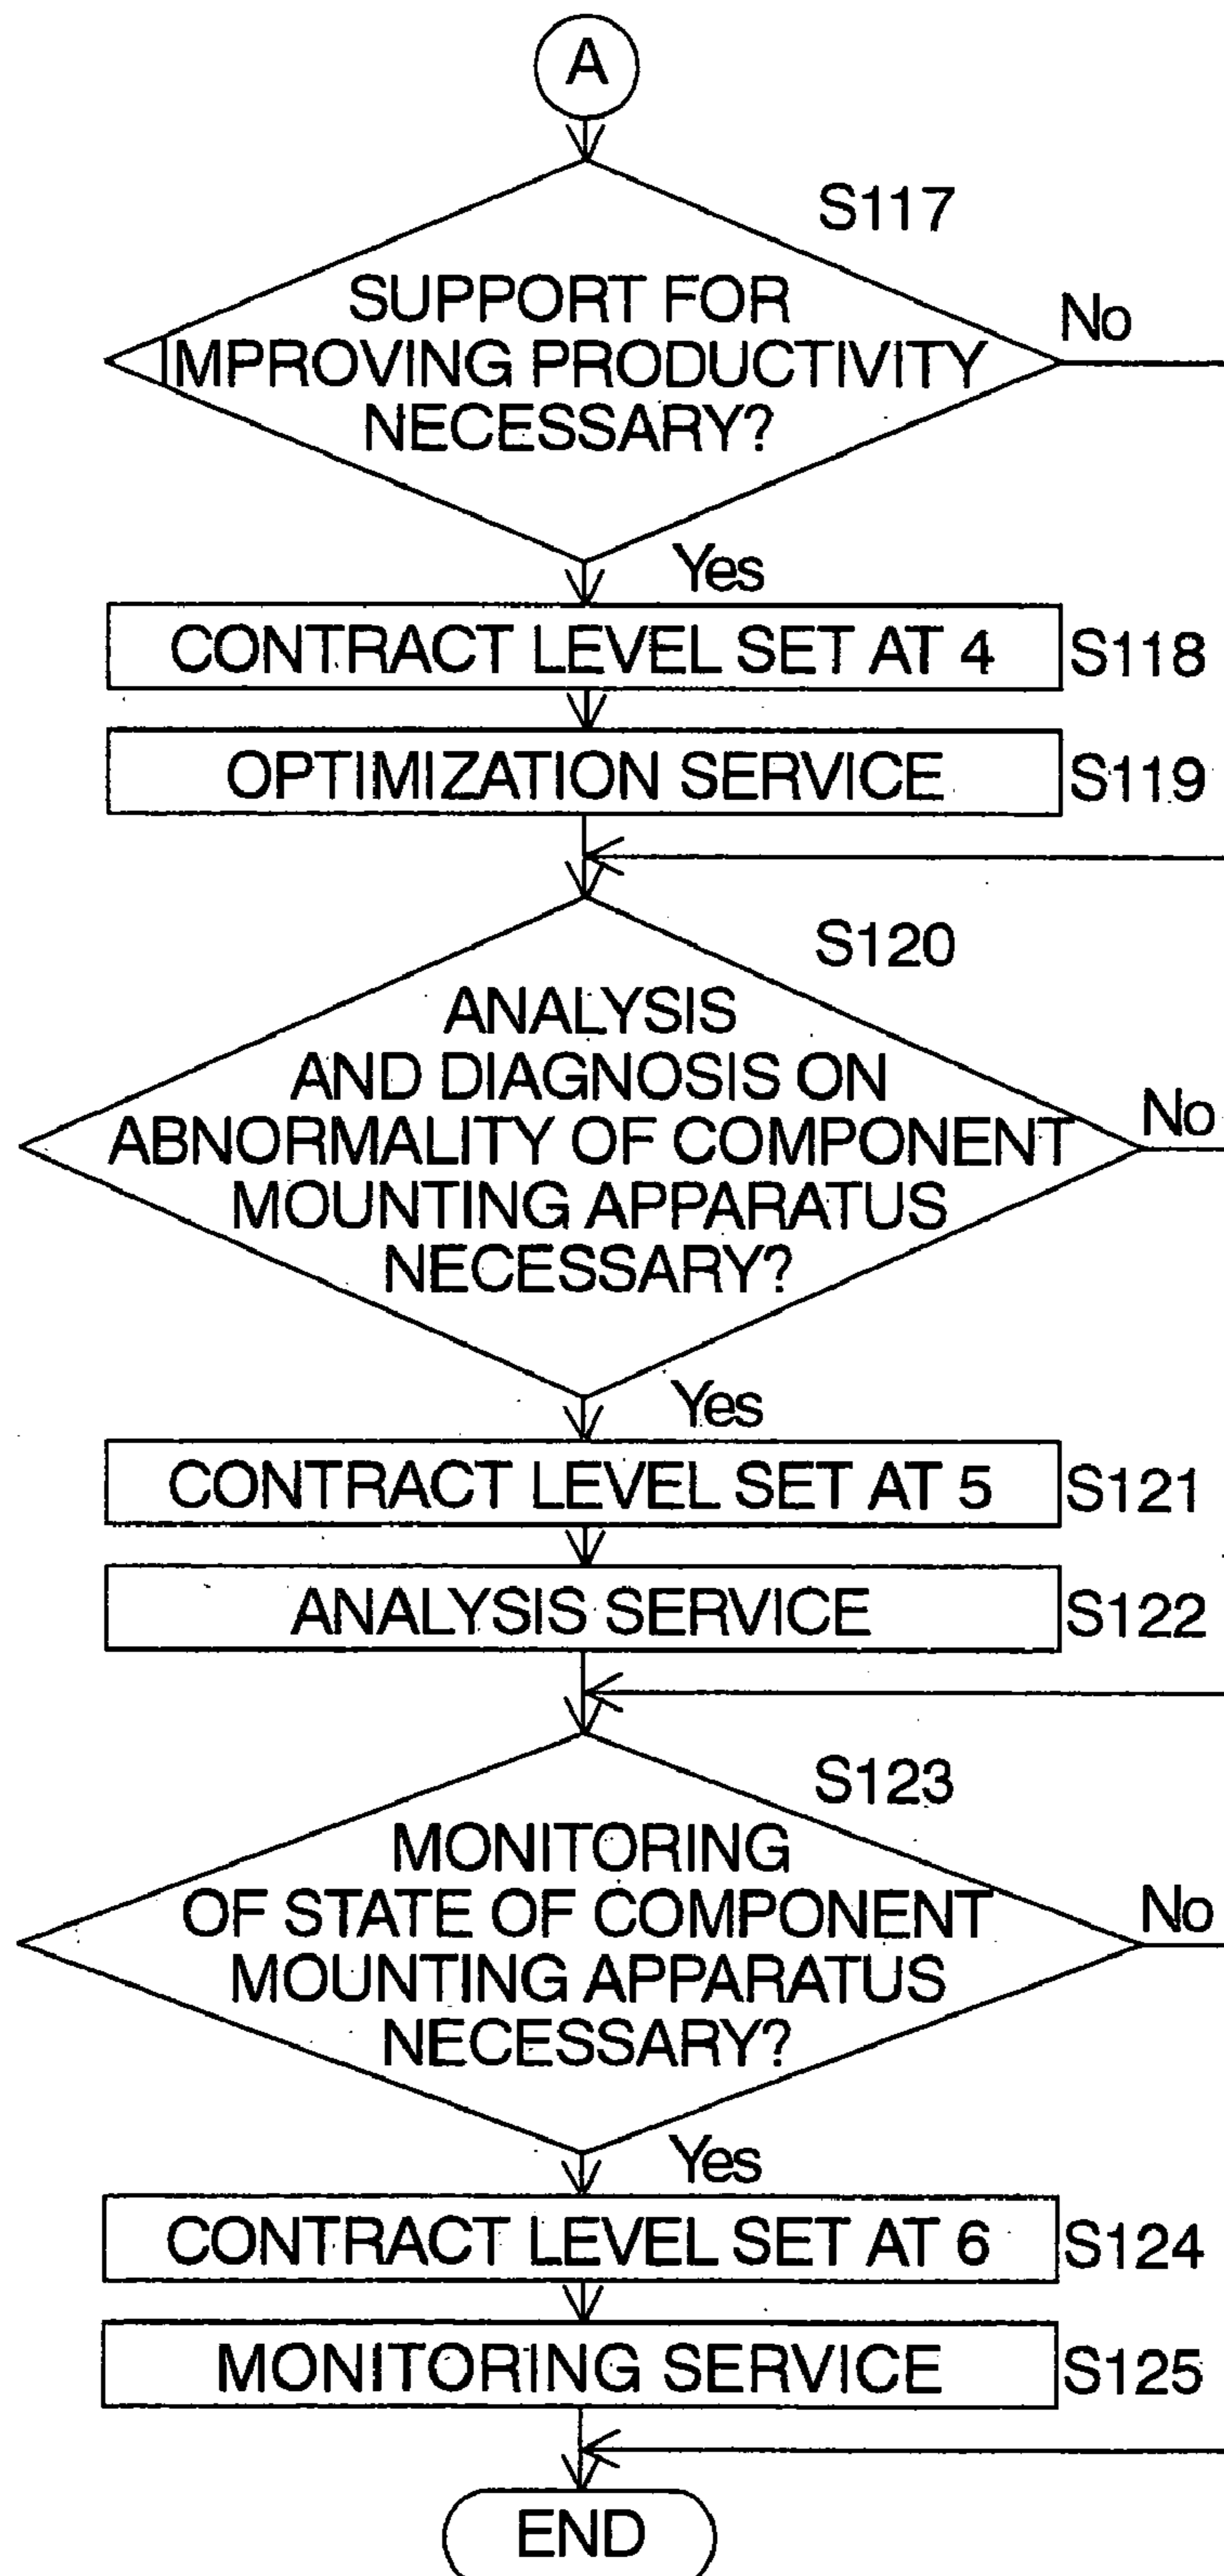 A
S117
SUPPORT FOR
IMPROVING PRODUCTIVITY
NECESSARY?
No
Yes
CONTRACT LEVEL SET AT 4
S118
OPTIMIZATION SERVICE
S119
S120
ANALYSIS
AND DIAGNOSIS ON
ABNORMALITY OF COMPONENT
MOUNTING APPARATUS
NECESSARY?
No
Yes
CONTRACT LEVEL SET AT 5
S121
ANALYSIS SERVICE
S122
S123
MONITORING
OF STATE OF COMPONENT
MOUNTING APPARATUS
NECESSARY?
No
Yes
CONTRACT LEVEL SET AT 6
S124
MONITORING SERVICE
S125
END